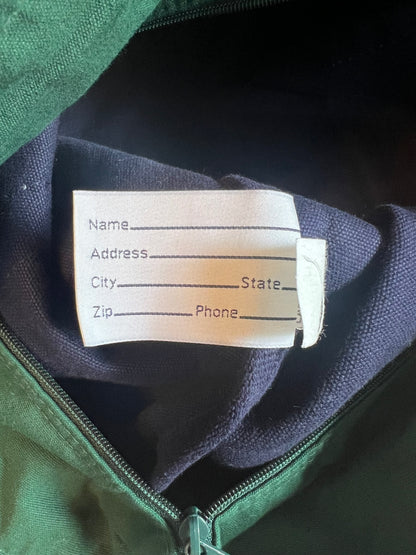 Name
Address
City State
Zip Phone